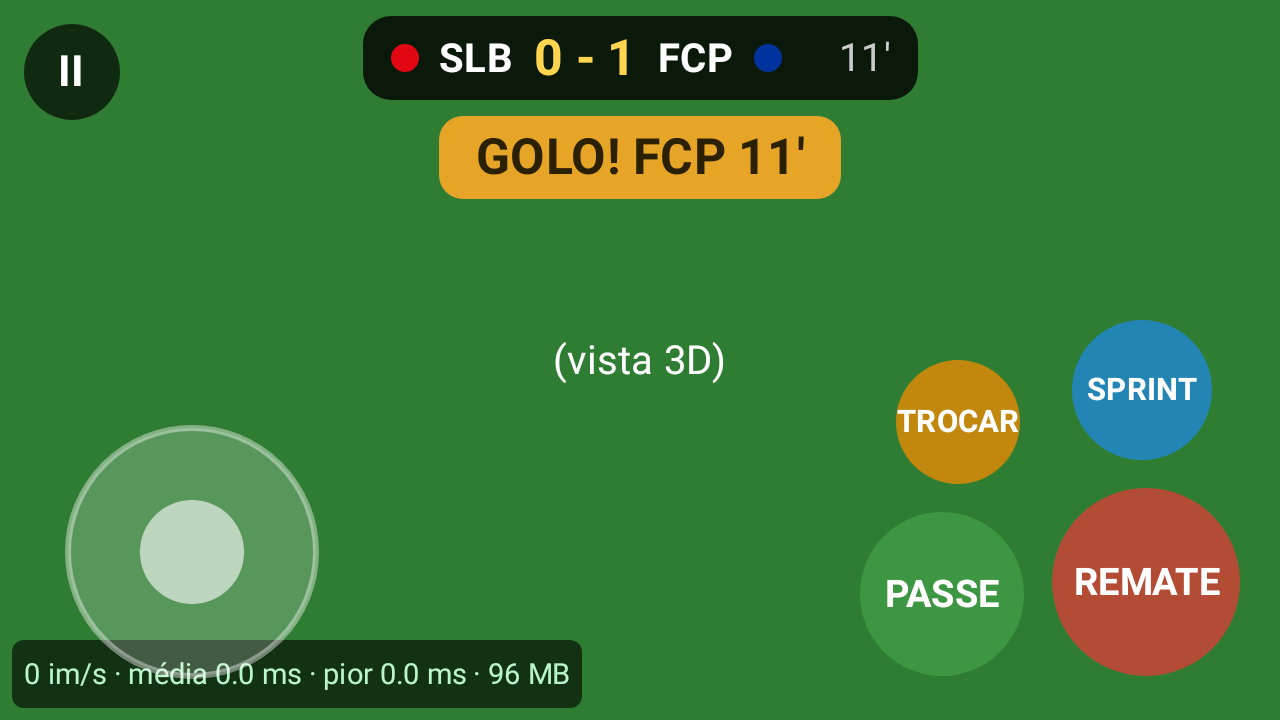 SLB 0 - 1 FCP 11'
GOLO! FCP 11'
(vista 3D)
SPRINT
TROCAR
REMATE
PASSE
0 im/s · média 0.0 ms · pior 0.0 ms · 96 MB